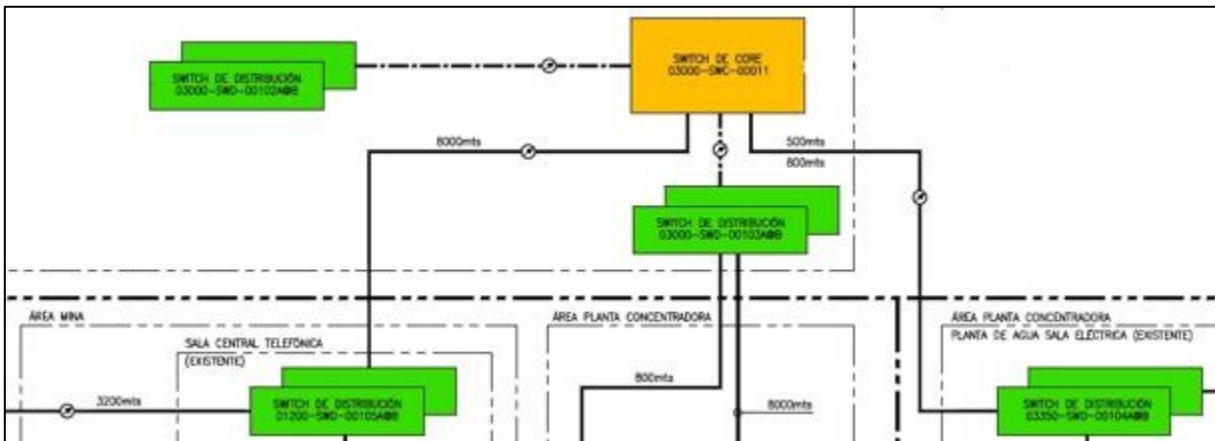 SWITCH DE CORE
03000-SWC-00011
SWITCH DE DISTRIBUCIÓN
03000-SWD-00102A@B
8000mts
500mts
800mts
SWITCH DE DISTRIBUCIÓN
03000-SWD-00103A@B
ÁREA MINA
SALA CENTRAL TELEFÓNICA
(EXISTENTE)
3200mts
SWITCH DE DISTRIBUCIÓN
01200-SWD-00105A@B
ÁREA PLANTA CONCENTRADORA
800mts
8000mts
ÁREA PLANTA CONCENTRADORA
PLANTA DE AGUA SALA ELÉCTRICA (EXISTENTE)
SWITCH DE DISTRIBUCIÓN
03350-SWD-00104A@B